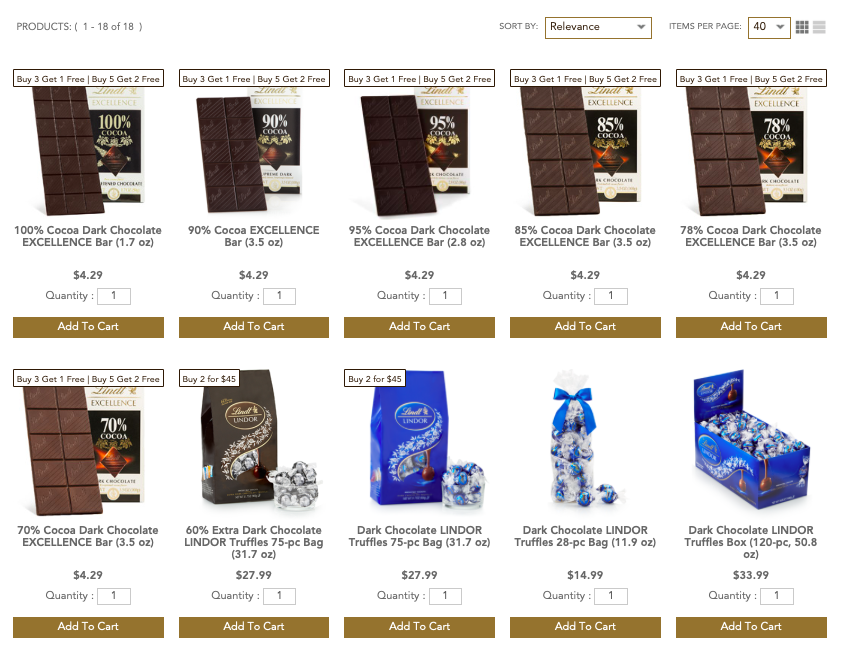 PRODUCTS: ( 1 - 18 of 18 )
SORT BY: Relevance
ITEMS PER PAGE: 40
Buy 3 Get 1 Free | Buy 5 Get 2 Free
Buy 3 Get 1 Free | Buy 5 Get 2 Free
Buy 3 Get 1 Free | Buy 5 Get 2 Free
Buy 3 Get 1 Free | Buy 5 Get 2 Free
Buy 3 Get 1 Free | Buy 5 Get 2 Free
Lindt
EXCELLENCE
100%
COCOA
Lindt
EXCELLENCE
90%
COCOA
Lindt
EXCELLENCE
95%
COCOA
Lindt
EXCELLENCE
85%
COCOA
Lindt
EXCELLENCE
78%
COCOA
100% Cocoa Dark Chocolate
EXCELLENCE Bar (1.7 oz)
90% Cocoa EXCELLENCE
Bar (3.5 oz)
95% Cocoa Dark Chocolate
EXCELLENCE Bar (2.8 oz)
85% Cocoa Dark Chocolate
EXCELLENCE Bar (3.5 oz)
78% Cocoa Dark Chocolate
EXCELLENCE Bar (3.5 oz)
$4.29
$4.29
$4.29
$4.29
$4.29
Quantity : 1
Quantity : 1
Quantity : 1
Quantity : 1
Quantity : 1
Add To Cart
Add To Cart
Add To Cart
Add To Cart
Add To Cart
Buy 3 Get 1 Free | Buy 5 Get 2 Free
Buy 2 for $45
Buy 2 for $45
Lindt
EXCELLENCE
70%
COCOA
Lindt
LINDOR
Lindt
LINDOR
Lindt
LINDOR
70% Cocoa Dark Chocolate
EXCELLENCE Bar (3.5 oz)
60% Extra Dark Chocolate
LINDOR Truffles 75-pc Bag
(31.7 oz)
Dark Chocolate LINDOR
Truffles 75-pc Bag (31.7 oz)
Dark Chocolate LINDOR
Truffles 28-pc Bag (11.9 oz)
Dark Chocolate LINDOR
Truffles Box (120-pc, 50.8
oz)
$4.29
$27.99
$27.99
$14.99
$33.99
Quantity : 1
Quantity : 1
Quantity : 1
Quantity : 1
Quantity : 1
Add To Cart
Add To Cart
Add To Cart
Add To Cart
Add To Cart